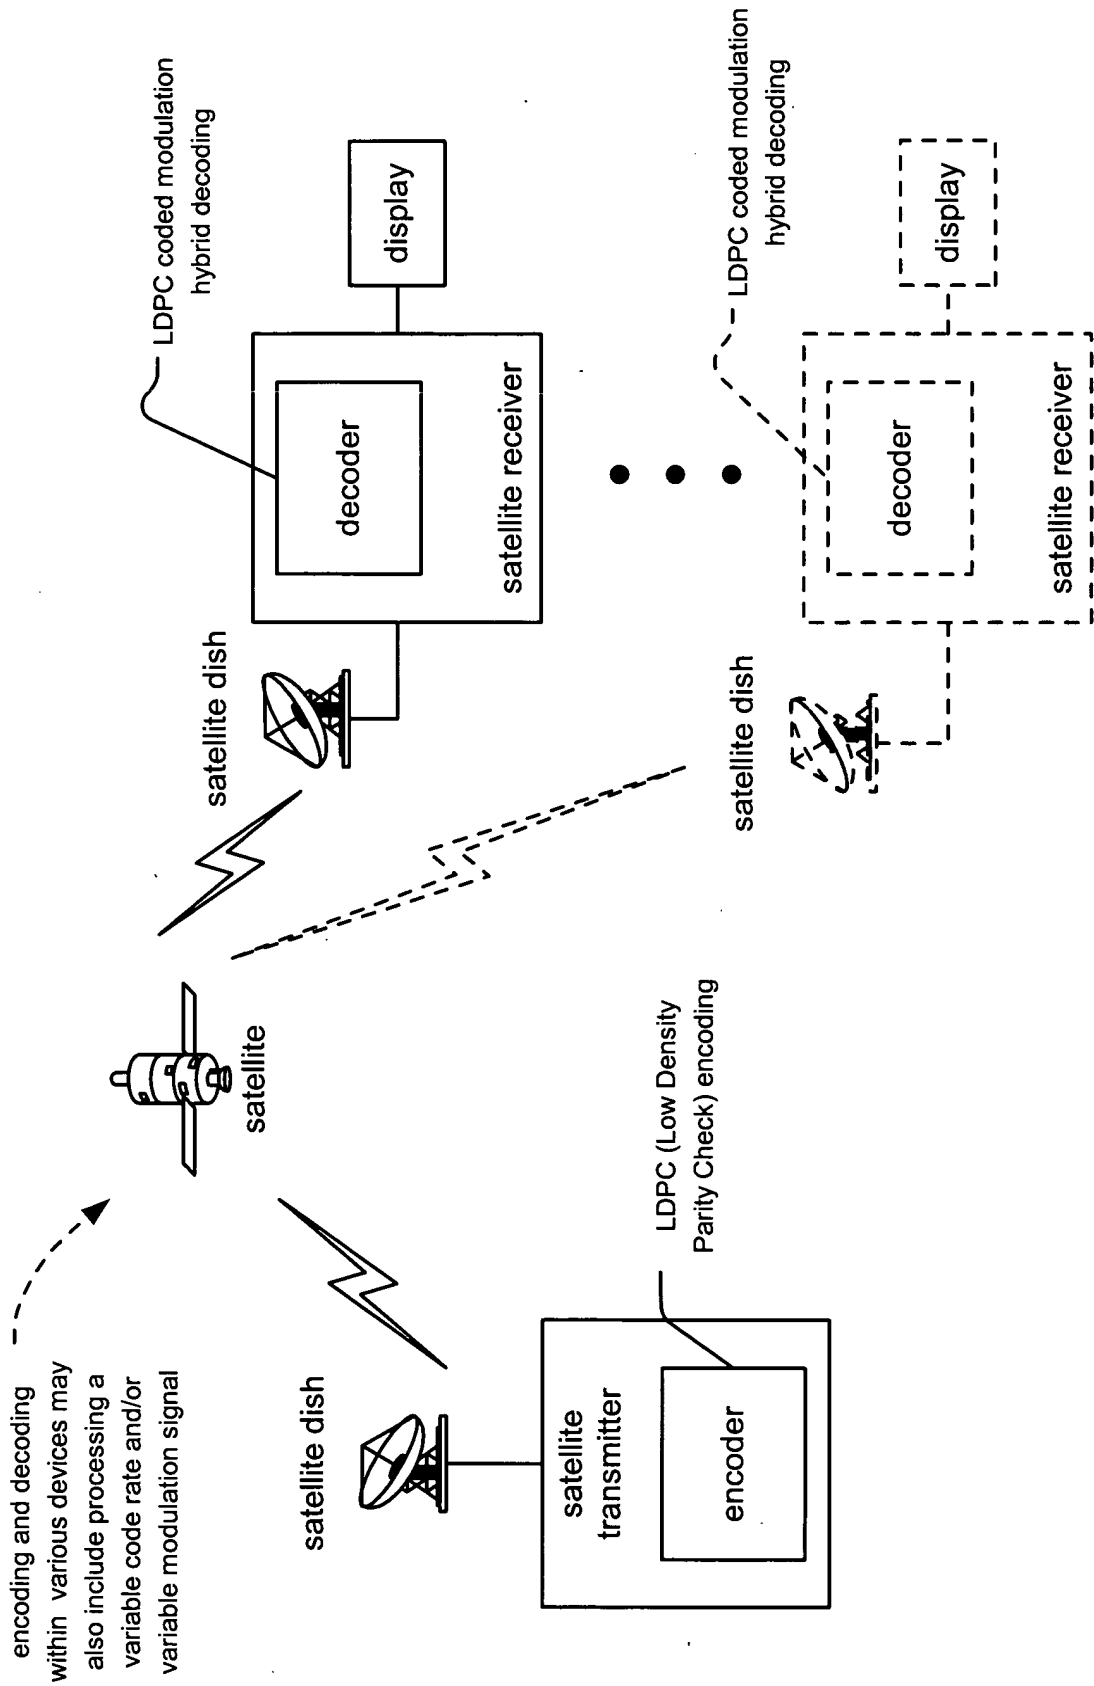 encoding and decoding
within various devices may
also include processing a
variable code rate and/or
variable modulation signal
satellite
satellite dish
satellite
transmitter
encoder
LDPC (Low Density
Parity Check) encoding
satellite dish
LDPC coded modulation
hybrid decoding
decoder
satellite receiver
display
satellite dish
LDPC coded modulation
hybrid decoding
decoder
satellite receiver
display